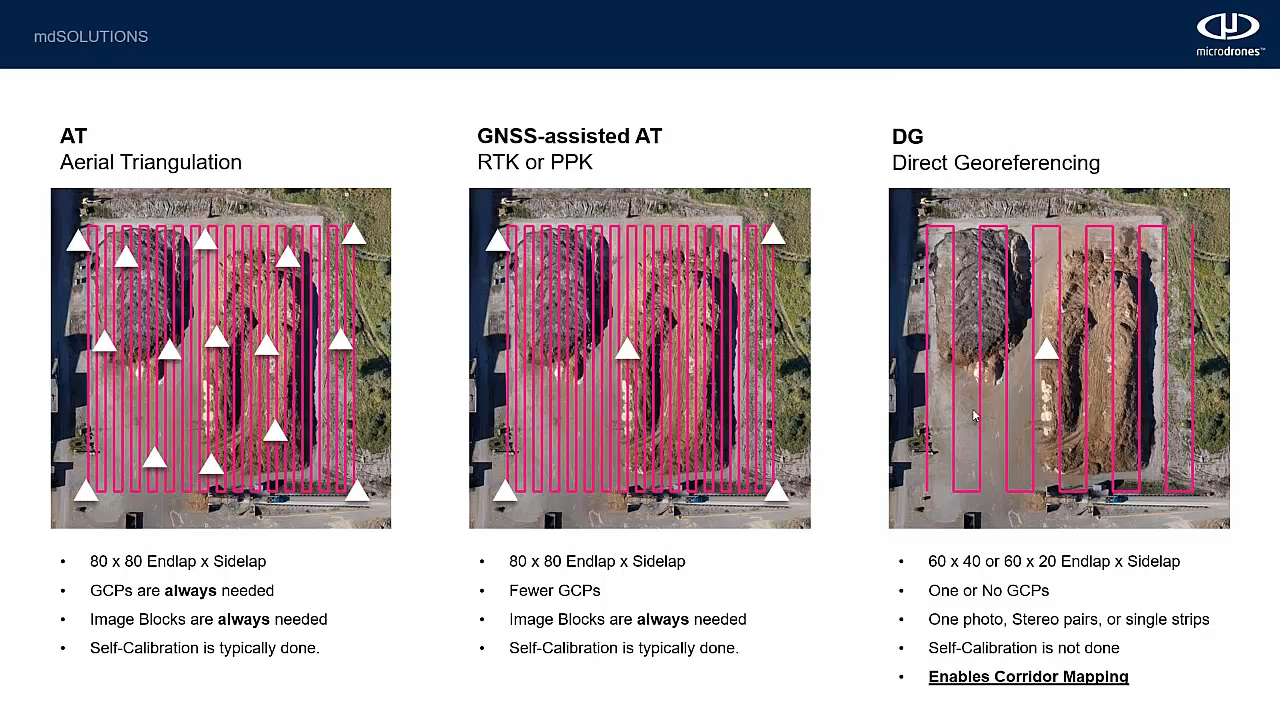 mdSOLUTIONS
microdrones™
AT
Aerial Triangulation
• 80 x 80 Endlap x Sidelap
• GCPs are always needed
• Image Blocks are always needed
• Self-Calibration is typically done.
GNSS-assisted AT
RTK or PPK
• 80 x 80 Endlap x Sidelap
• Fewer GCPs
• Image Blocks are always needed
• Self-Calibration is typically done.
DG
Direct Georeferencing
• 60 x 40 or 60 x 20 Endlap x Sidelap
• One or No GCPs
• One photo, Stereo pairs, or single strips
• Self-Calibration is not done
• Enables Corridor Mapping